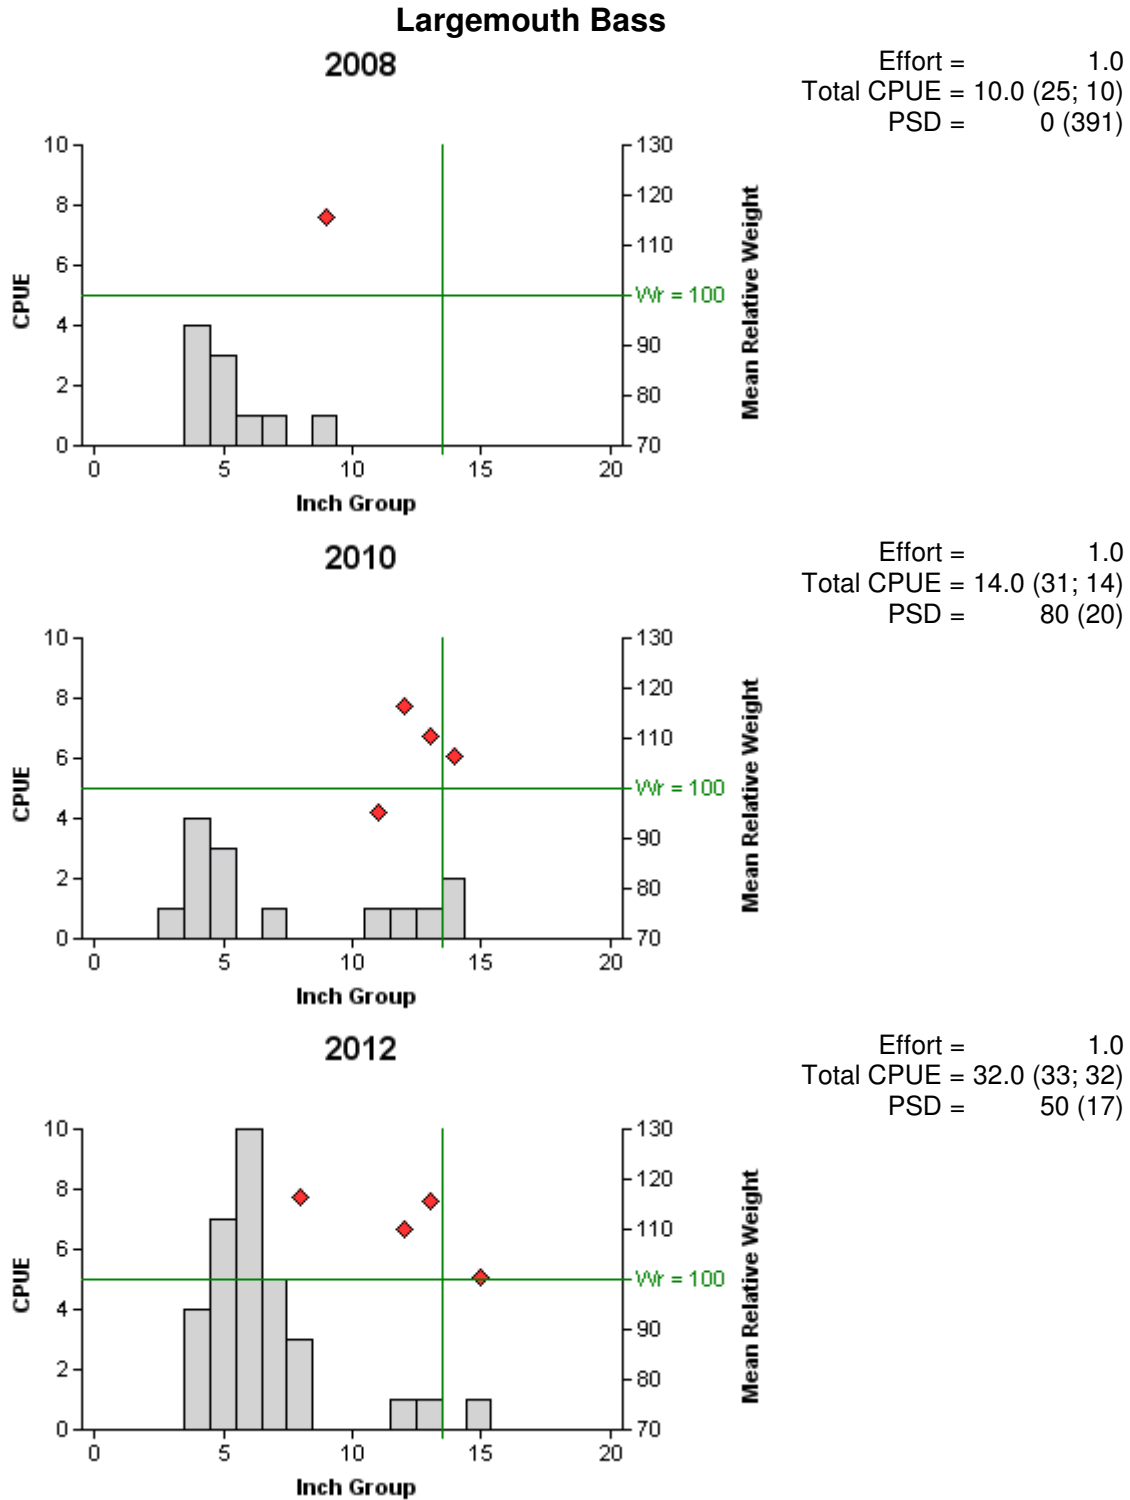 Largemouth Bass
2008
Effort = 1.0
Total CPUE = 10.0 (25; 10)
PSD = 0 (391)
10
8
6
4
2
0
CPUE
130
120
110
Wr = 100
90
80
70
Mean Relative Weight
0 5 10 15 20
Inch Group
2010
Effort = 1.0
Total CPUE = 14.0 (31; 14)
PSD = 80 (20)
10
8
6
4
2
0
CPUE
130
120
110
Wr = 100
90
80
70
Mean Relative Weight
0 5 10 15 20
Inch Group
2012
Effort = 1.0
Total CPUE = 32.0 (33; 32)
PSD = 50 (17)
10
8
6
4
2
0
CPUE
130
120
110
Wr = 100
90
80
70
Mean Relative Weight
0 5 10 15 20
Inch Group